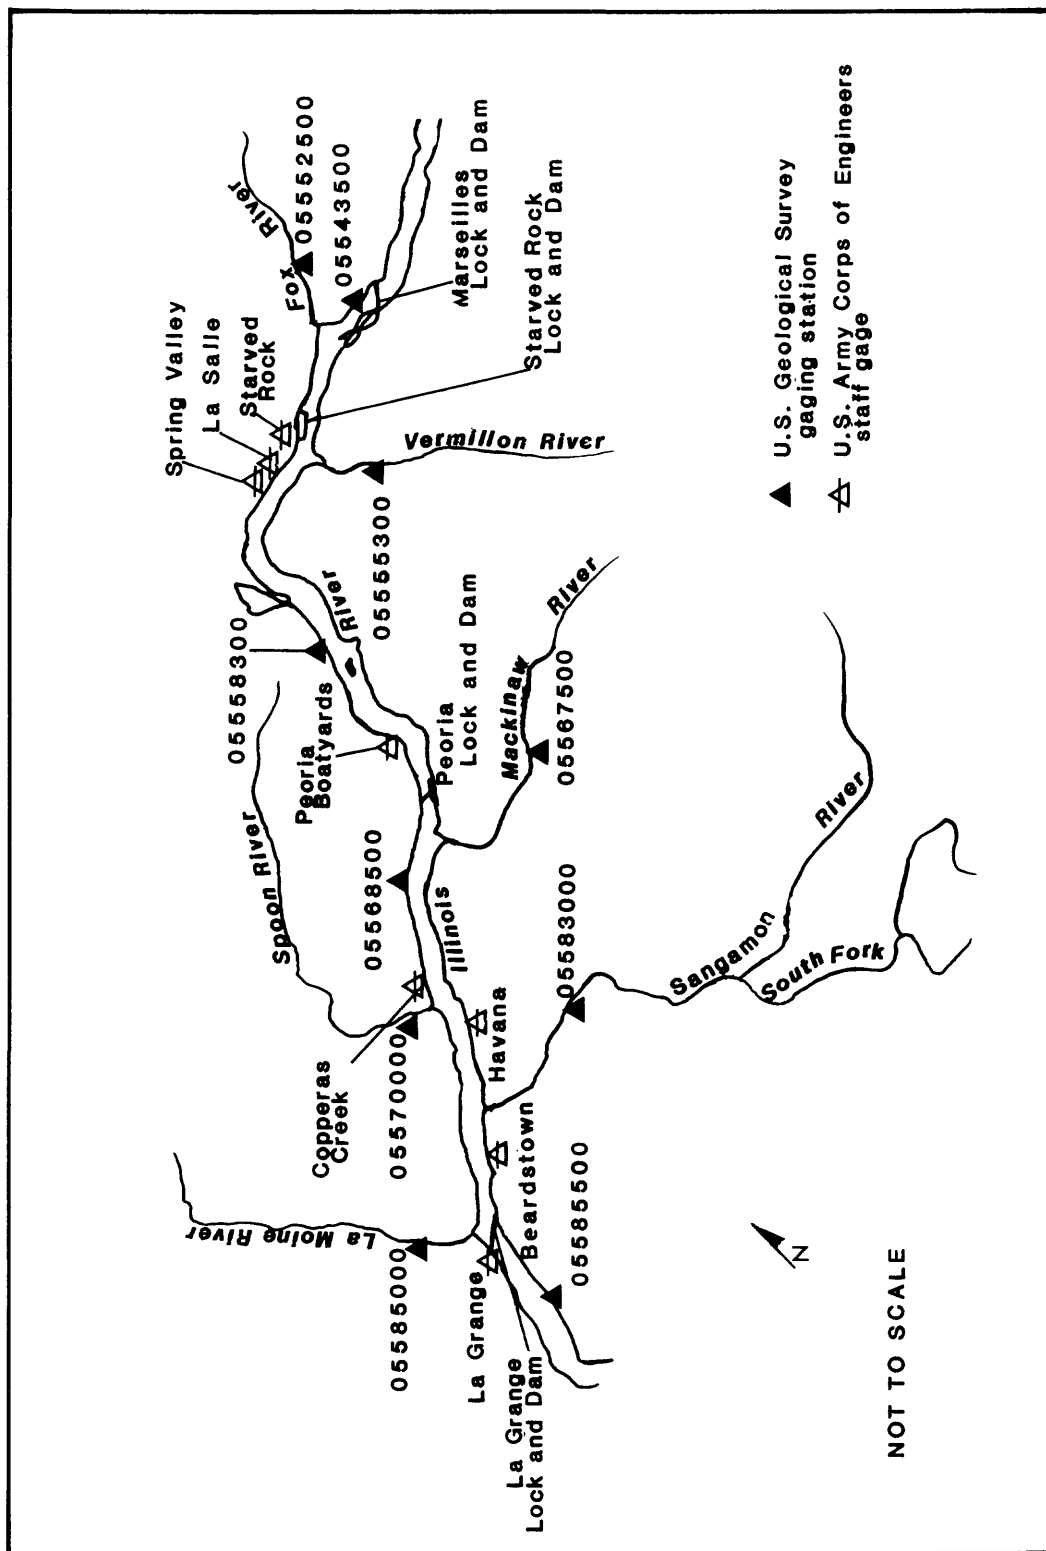 Spring Valley
La Salle
Starved
Rock
Fox
River
05552500
05543500
Marseilles
Lock and Dam
Starved Rock
Lock and Dam
Vermilion River
05555300
05558300
River
Peoria
Boatyards
Peoria
Lock and Dam
Mackinaw
River
05567500
Spoon River
05568500
Illinois
05583000
Sangamon
River
South Fork
Havana
Copperas
Creek
05570000
Beardstown
05585500
La Moine River
05585000
La Grange
La Grange
Lock and Dam
N
NOT TO SCALE
U.S. Geological Survey
gaging station
U.S. Army Corps of Engineers
staff gage